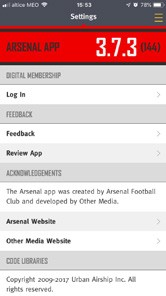 altice MEO
15:53
78%
Settings
ARSENAL APP
3.7.3 (144)
DIGITAL MEMBERSHIP
Log In
FEEDBACK
Feedback
Review App
ACKNOWLEDGEMENTS
The Arsenal app was created by Arsenal Football
Club and developed by Other Media.
Arsenal Website
Other Media Website
CODE LIBRARIES
Copyright 2009-2017 Urban Airship Inc. All
rights reserved.